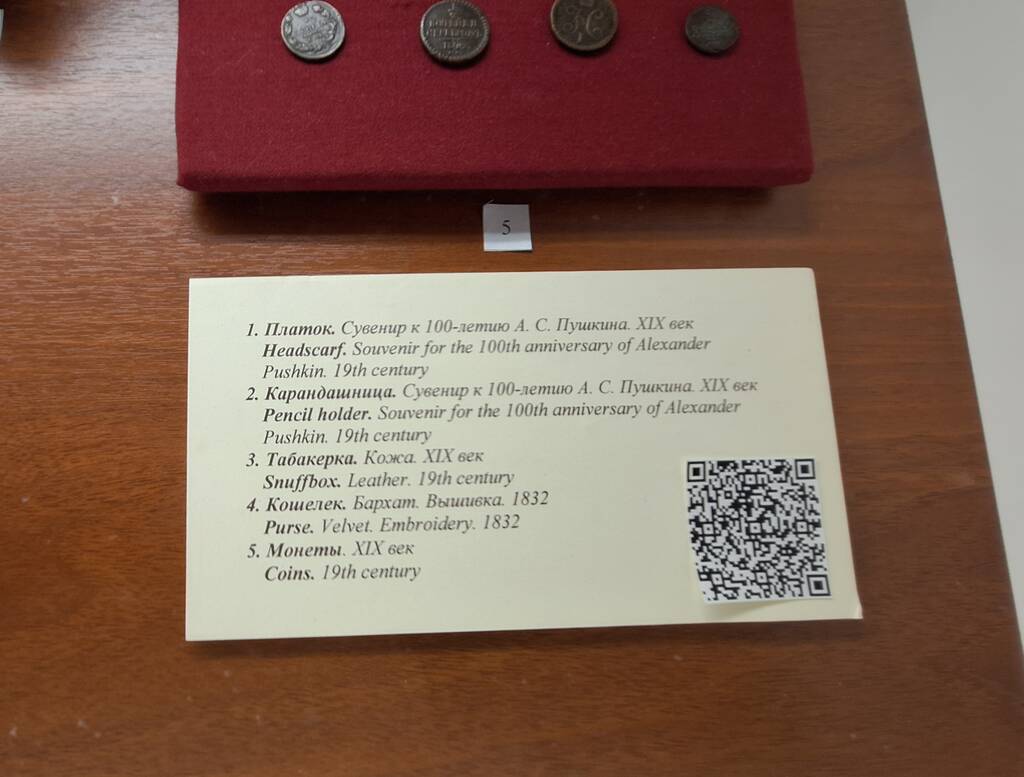 КОПѢЙКИ
СЕРЕБРОМЪ
5
1. Платок. Сувенир к 100-летию А. С. Пушкина. XIX век
Headscarf. Souvenir for the 100th anniversary of Alexander
Pushkin. 19th century
2. Карандашница. Сувенир к 100-летию А. С. Пушкина. XIX век
Pencil holder. Souvenir for the 100th anniversary of Alexander
Pushkin. 19th century
3. Табакерка. Кожа. XIX век
Snuffbox. Leather. 19th century
4. Кошелек. Бархат. Вышивка. 1832
Purse. Velvet. Embroidery. 1832
5. Монеты. XIX век
Coins. 19th century